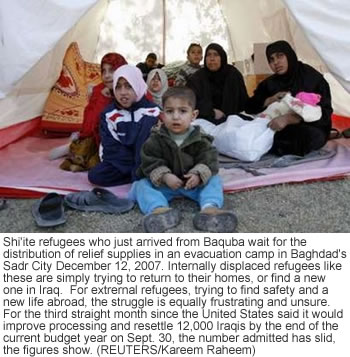 Shi'ite refugees who just arrived from Baquba wait for the
distribution of relief supplies in an evacuation camp in Baghdad's
Sadr City December 12, 2007. Internally displaced refugees like
these are simply trying to return to their homes, or find a new
one in Iraq.  For extrernal refugees, trying to find safety and a
new life abroad, the struggle is equally frustrating and unsure.
For the third straight month since the United States said it would
improve processing and resettle 12,000 Iraqis by the end of the
current budget year on Sept. 30, the number admitted has slid,
the figures show. (REUTERS/Kareem Raheem)